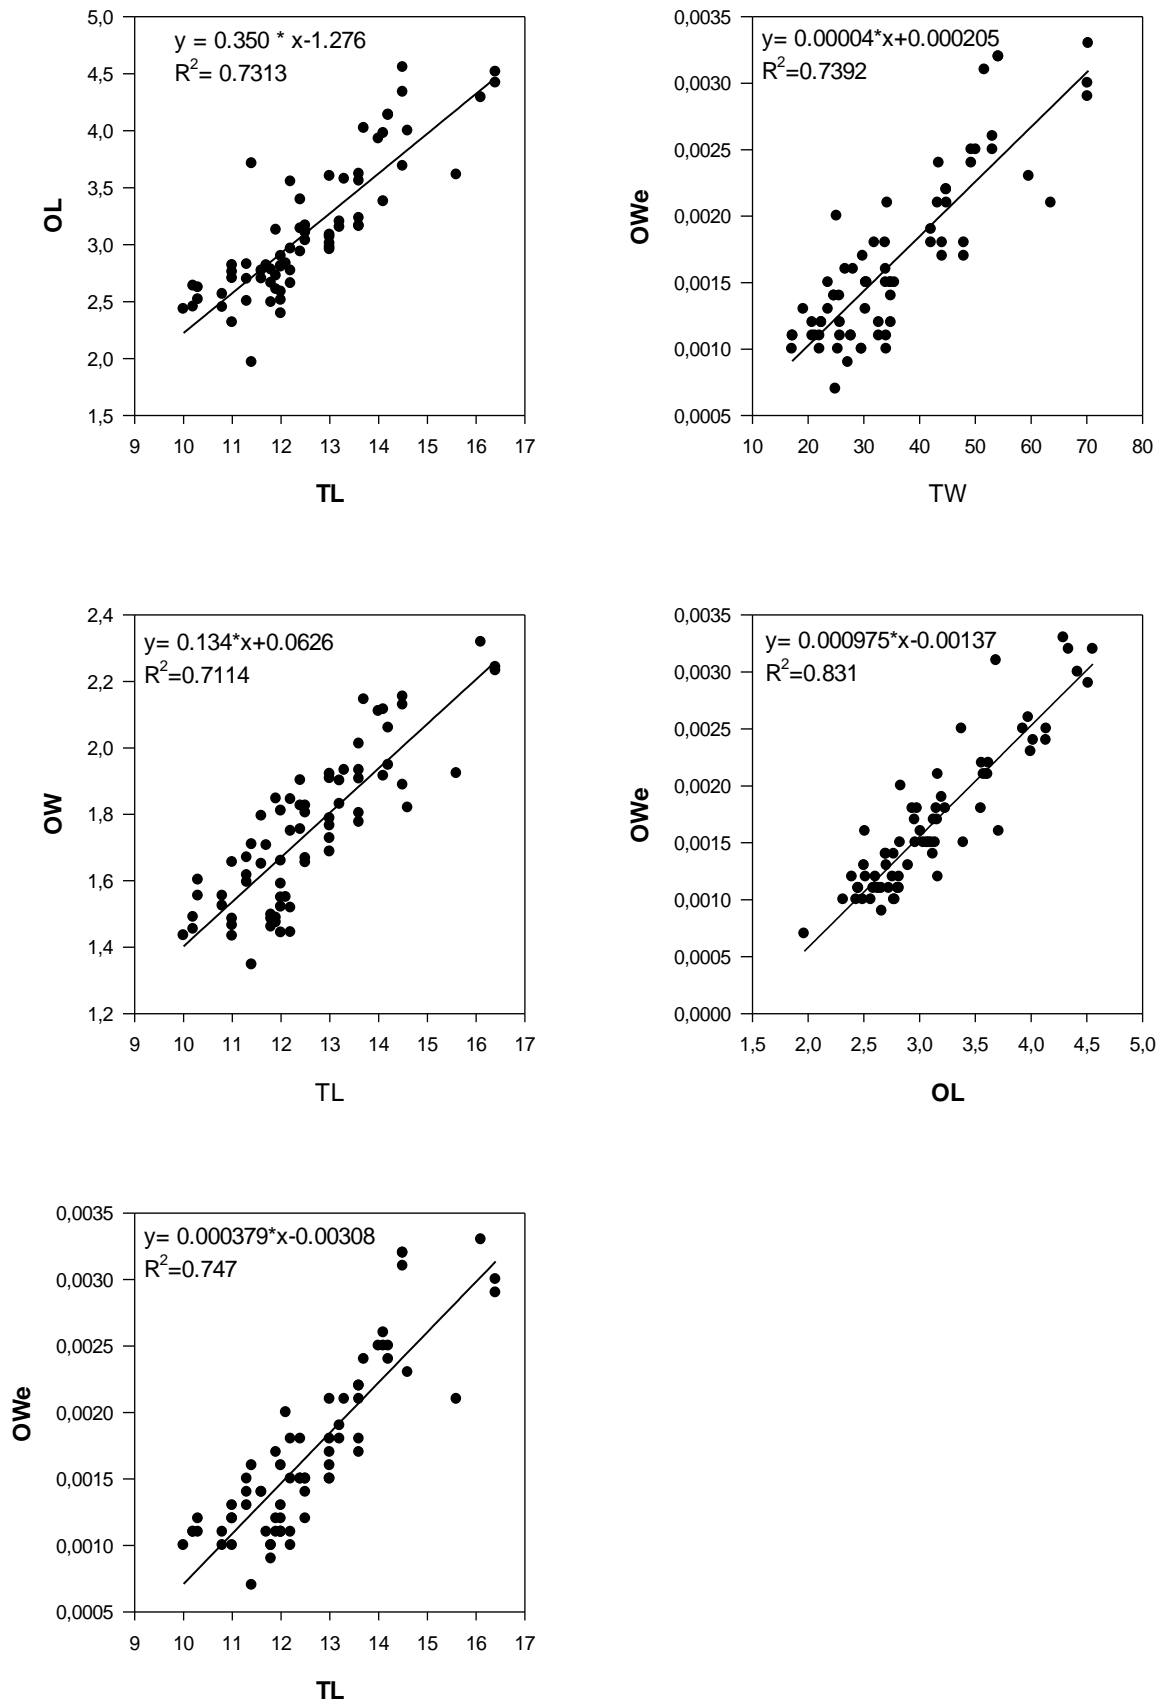 y = 0.350 * x-1.276
R2= 0.7313
5,0
4,5
4,0
3,5
3,0
2,5
2,0
1,5
OL
9 10 11 12 13 14 15 16 17
TL
y= 0.00004*x+0.000205
R2=0.7392
0,0035
0,0030
0,0025
0,0020
0,0015
0,0010
0,0005
OWe
10 20 30 40 50 60 70 80
TW
y= 0.134*x+0.0626
R2=0.7114
2,4
2,2
2,0
1,8
1,6
1,4
1,2
OW
9 10 11 12 13 14 15 16 17
TL
y= 0.000975*x-0.00137
R2=0.831
0,0035
0,0030
0,0025
0,0020
0,0015
0,0010
0,0005
0,0000
OWe
1,5 2,0 2,5 3,0 3,5 4,0 4,5 5,0
OL
y= 0.000379*x-0.00308
R2=0.747
0,0035
0,0030
0,0025
0,0020
0,0015
0,0010
0,0005
OWe
9 10 11 12 13 14 15 16 17
TL